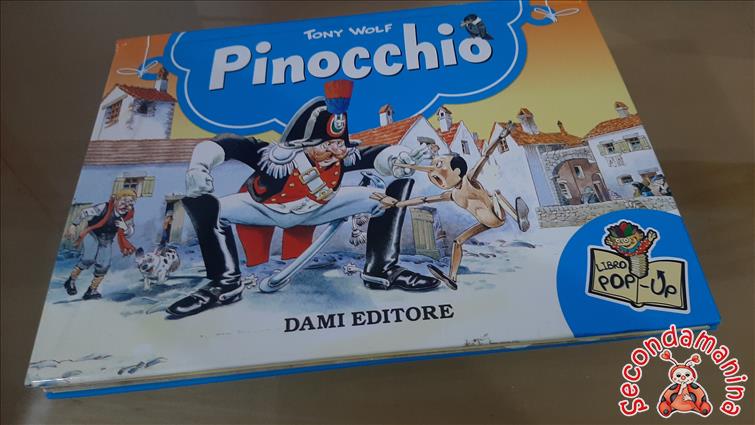 TONY WOLF
Pinocchio
DAMI EDITORE
LIBRO
POP-UP
Secondamanina